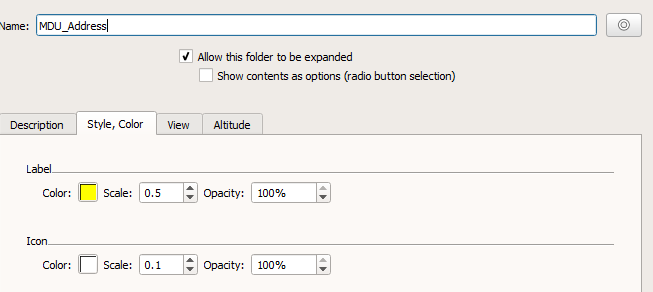 Name: MDU_Address
Allow this folder to be expanded
Show contents as options (radio button selection)
Description Style, Color View Altitude
Label
Color: Scale: 0.5 Opacity: 100%
Icon
Color: Scale: 0.1 Opacity: 100%